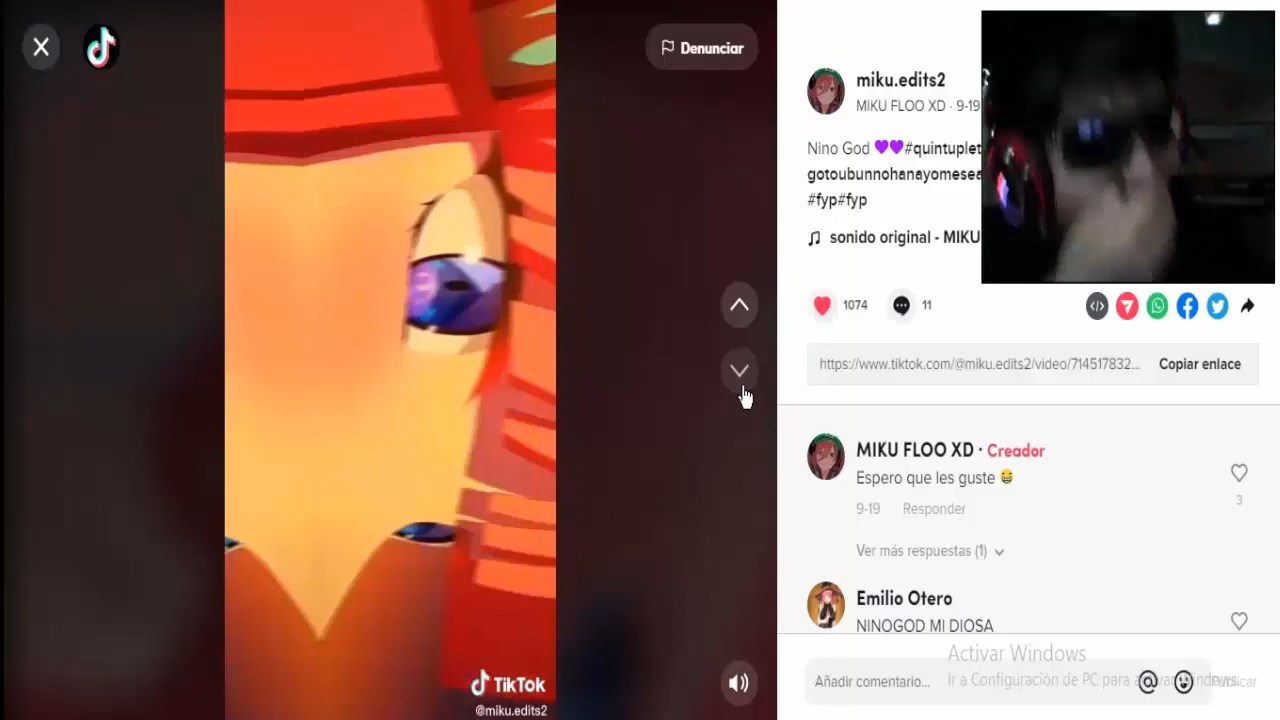 Denunciar
miku.edits2
MIKU FLOO XD · 9-19
Nino God 💜💜#quintuplet
gotoubunnohanayomesea
#fyp#fyp
sonido original - MIKU
1074
11
https://www.tiktok.com/@miku.edits2/video/714517832...
Copiar enlace
MIKU FLOO XD · Creador
Espero que les guste 😁
3
9-19 Responder
Ver más respuestas (1)
Emilio Otero
NINOGOD MI DIOSA
Activar Windows
Añadir comentario...
Ir a Configuración de PC para
TikTok
@miku.edits2